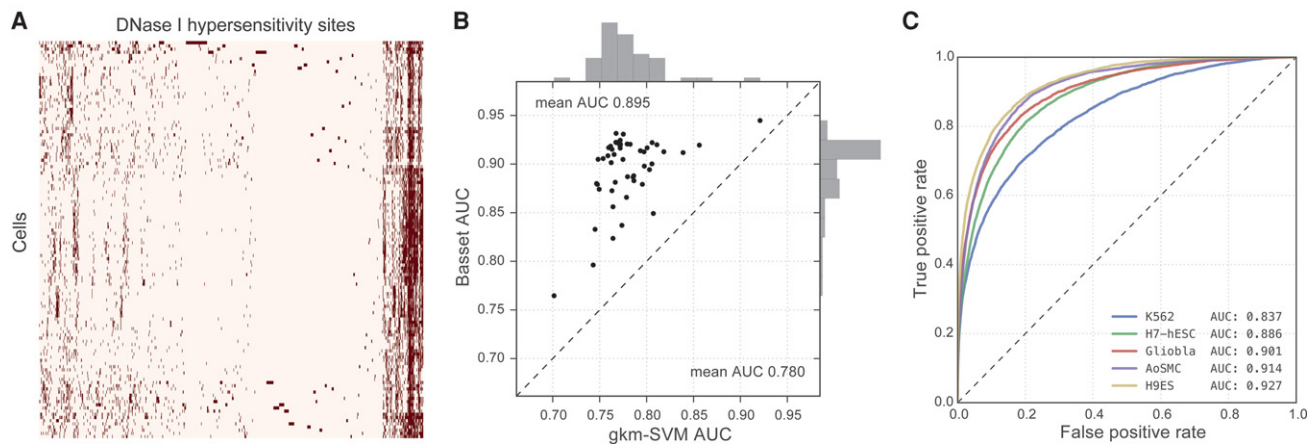 A
DNase I hypersensitivity sites
Cells
B
mean AUC 0.895
mean AUC 0.780
Basset AUC
0.95
0.90
0.85
0.80
0.75
0.70
0.70 0.75 0.80 0.85 0.90 0.95
gkm-SVM AUC
C
True positive rate
1.0
0.8
0.6
0.4
0.2
0.0
K562 AUC: 0.837
H7-hESC AUC: 0.886
Gliobla AUC: 0.901
AoSMC AUC: 0.914
H9ES AUC: 0.927
0.0 0.2 0.4 0.6 0.8 1.0
False positive rate